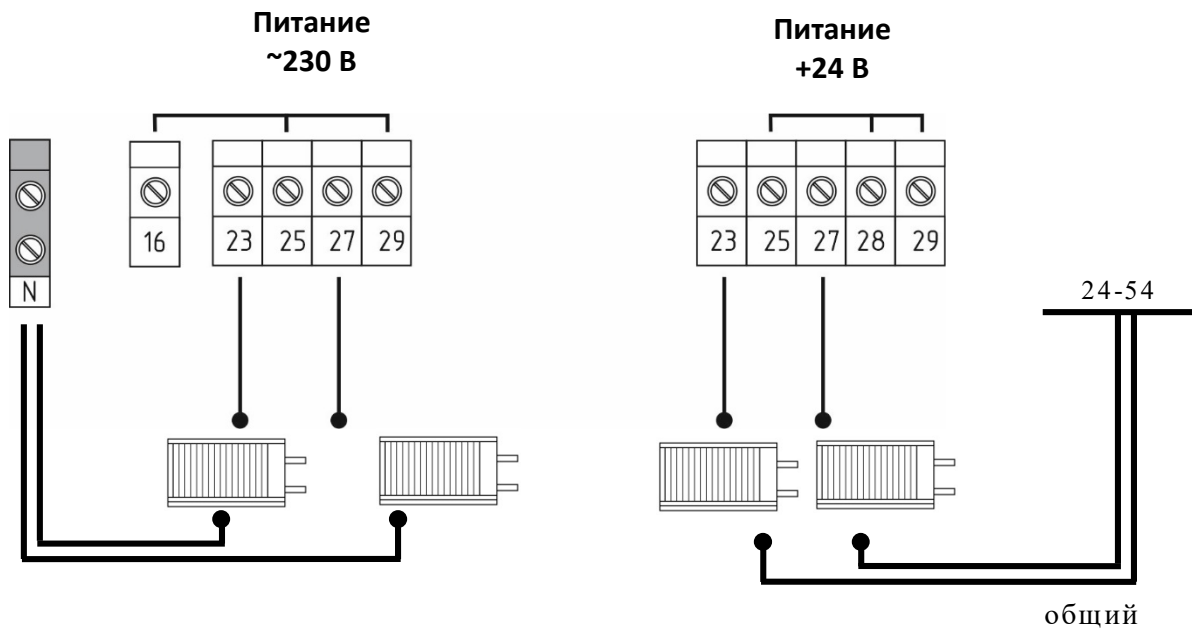 Питание
~230 В
Питание
+24 В
16 23 25 27 29
23 25 27 28 29
N
24-54
общий